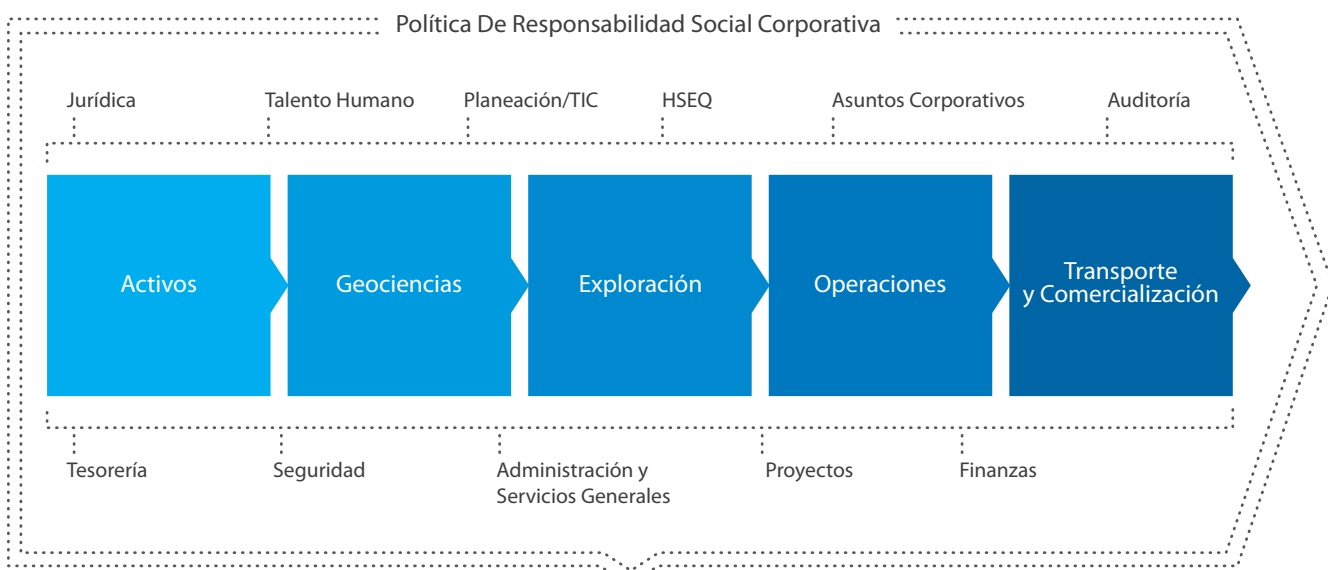 Política De Responsabilidad Social Corporativa
Jurídica
Talento Humano
Planeación/TIC
HSEQ
Asuntos Corporativos
Auditoría
Activos
Geociencias
Exploración
Operaciones
Transporte
y Comercialización
Tesorería
Seguridad
Administración y
Servicios Generales
Proyectos
Finanzas